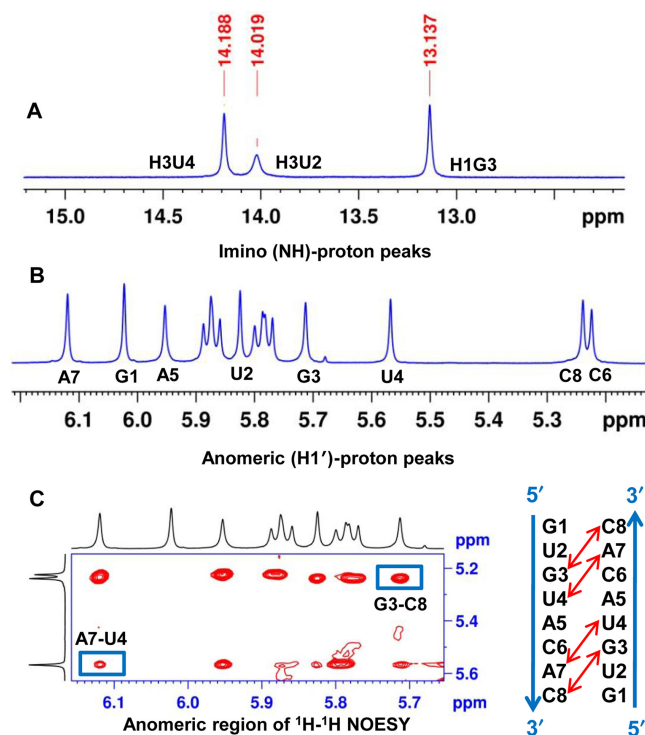 A
14.188
14.019
13.137
H3U4
H3U2
H1G3
15.0 14.5 14.0 13.5 13.0 ppm
Imino (NH)-proton peaks
B
A7 G1 A5 U2 G3 U4 C8 C6
6.1 6.0 5.9 5.8 5.7 5.6 5.5 5.4 5.3 ppm
Anomeric (H1′)-proton peaks
C
ppm
5.2
5.4
5.6
G3-C8
A7-U4
6.1 5.9 5.8 5.7 ppm
Anomeric region of ¹H-¹H NOESY
5′ 3′
G1 C8
U2 A7
G3 C6
U4 A5
A5 U4
C6 G3
A7 U2
C8 G1
3′ 5′